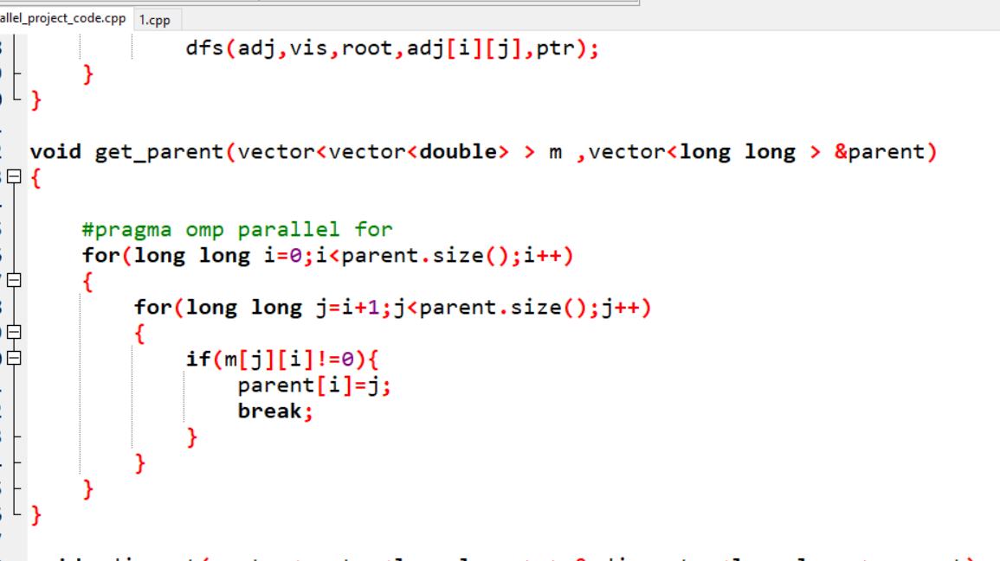 allel_project_code.cpp 1.cpp
dfs(adj,vis,root,adj[i][j],ptr);
}
}
void get_parent(vector<vector<double> > m ,vector<long long > &parent)
{
#pragma omp parallel for
for(long long i=0;i<parent.size();i++)
{
for(long long j=i+1;j<parent.size();j++)
{
if(m[j][i]!=0){
parent[i]=j;
break;
}
}
}
}